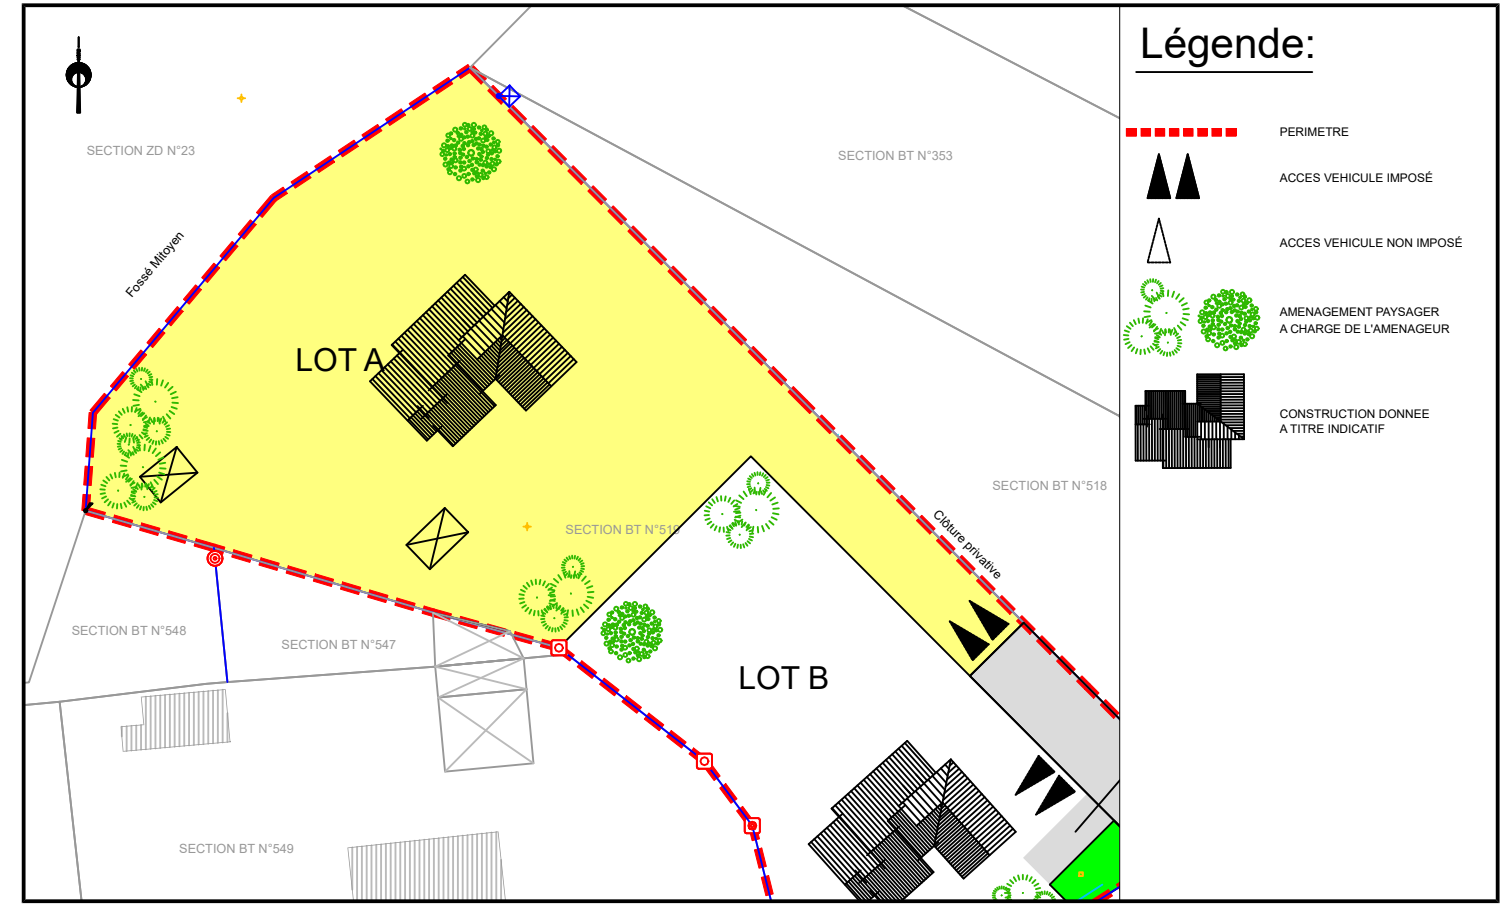 Légende:
PERIMETRE
ACCES VEHICULE IMPOSÉ
ACCES VEHICULE NON IMPOSÉ
AMENAGEMENT PAYSAGER
A CHARGE DE L'AMENAGEUR
CONSTRUCTION DONNEE
A TITRE INDICATIF
SECTION ZD N°23
SECTION BT N°353
Fossé Mitoyen
LOT A
SECTION BT N°518
SECTION BT N°519
Clôture privative
SECTION BT N°548
SECTION BT N°547
LOT B
SECTION BT N°549